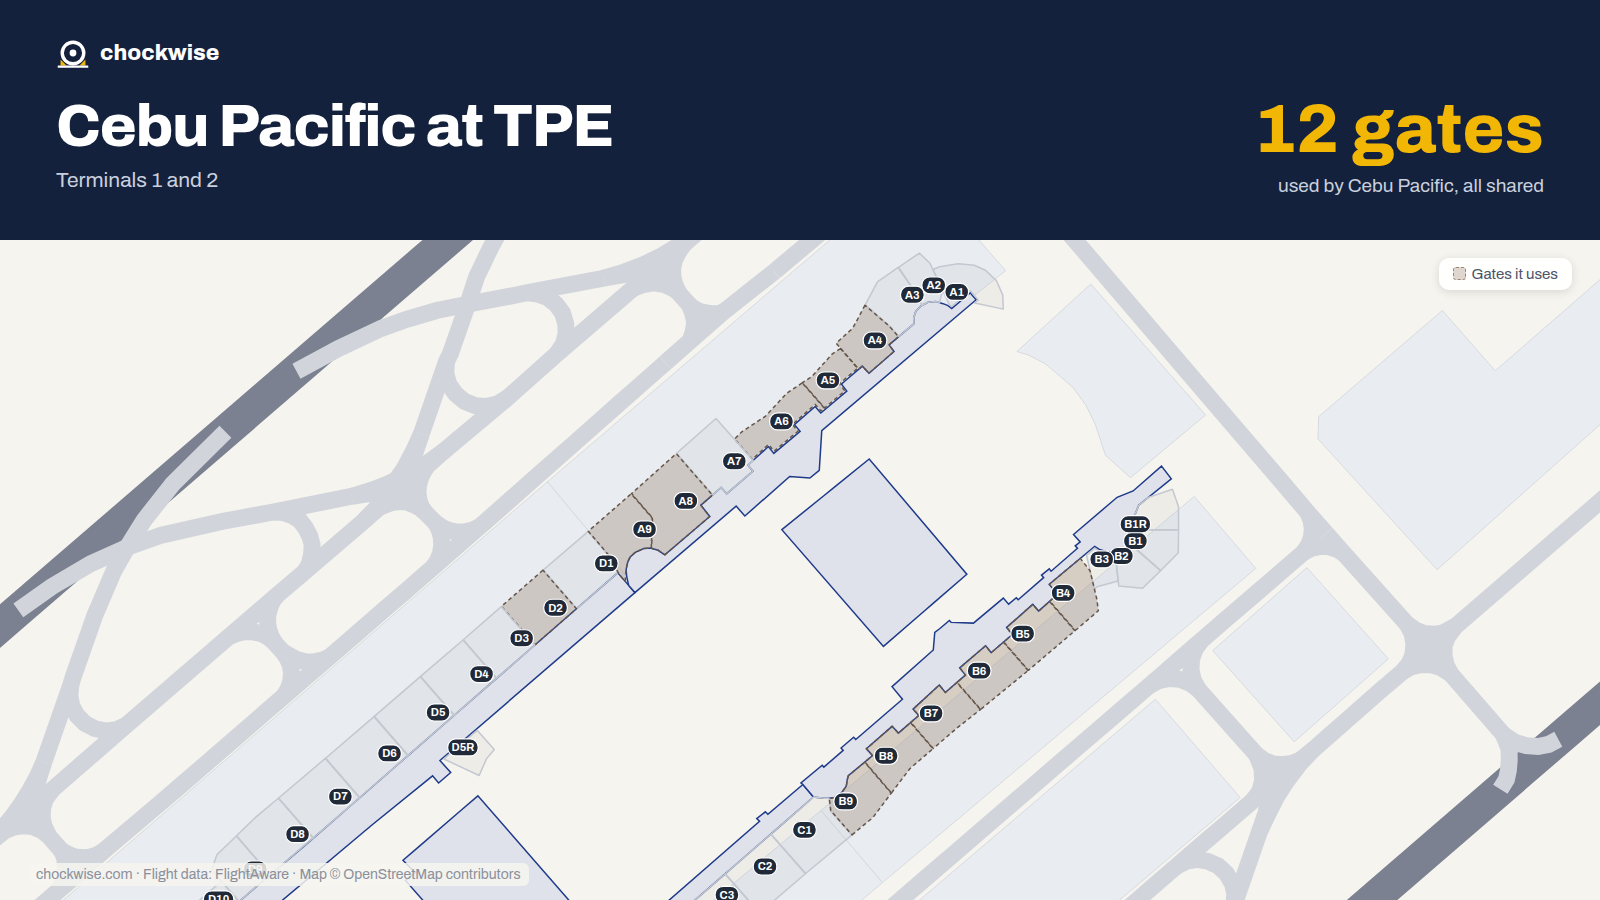 chockwise
Cebu Pacific at TPE
Terminals 1 and 2
12 gates
used by Cebu Pacific, all shared
Gates it uses
A3
A2
A1
A4
A5
A6
A7
A8
A9
D1
D2
D3
D4
D5
D5R
D6
D7
D8
D10
B1R
B1
B2
B3
B4
B5
B6
B7
B8
B9
C1
C2
C3
chockwise.com · Flight data: FlightAware · Map © OpenStreetMap contributors